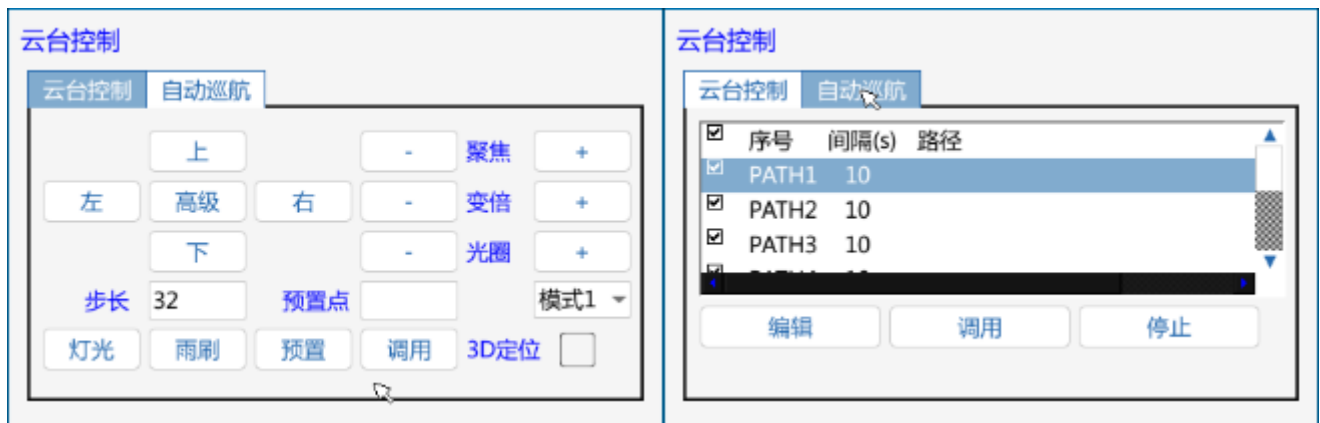 云台控制
云台控制 自动巡航
上 - 聚焦 +
左 高级 右 - 变倍 +
下 - 光圈 +
步长 32 预置点 模式1
灯光 雨刷 预置 调用 3D定位
云台控制
云台控制 自动巡航
序号 间隔(s) 路径
PATH1 10
PATH2 10
PATH3 10
编辑 调用 停止